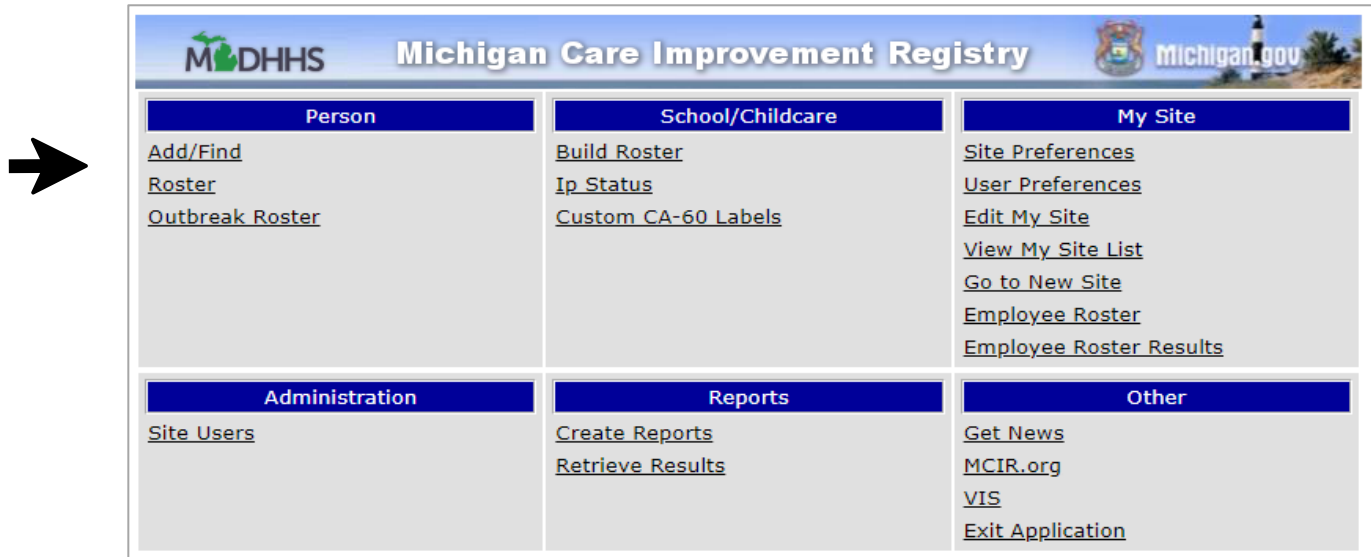 MDHHS Michigan Care Improvement Registry Michigan.gov
Person
Add/Find
Roster
Outbreak Roster
School/Childcare
Build Roster
Ip Status
Custom CA-60 Labels
My Site
Site Preferences
User Preferences
Edit My Site
View My Site List
Go to New Site
Employee Roster
Employee Roster Results
Administration
Site Users
Reports
Create Reports
Retrieve Results
Other
Get News
MCIR.org
VIS
Exit Application